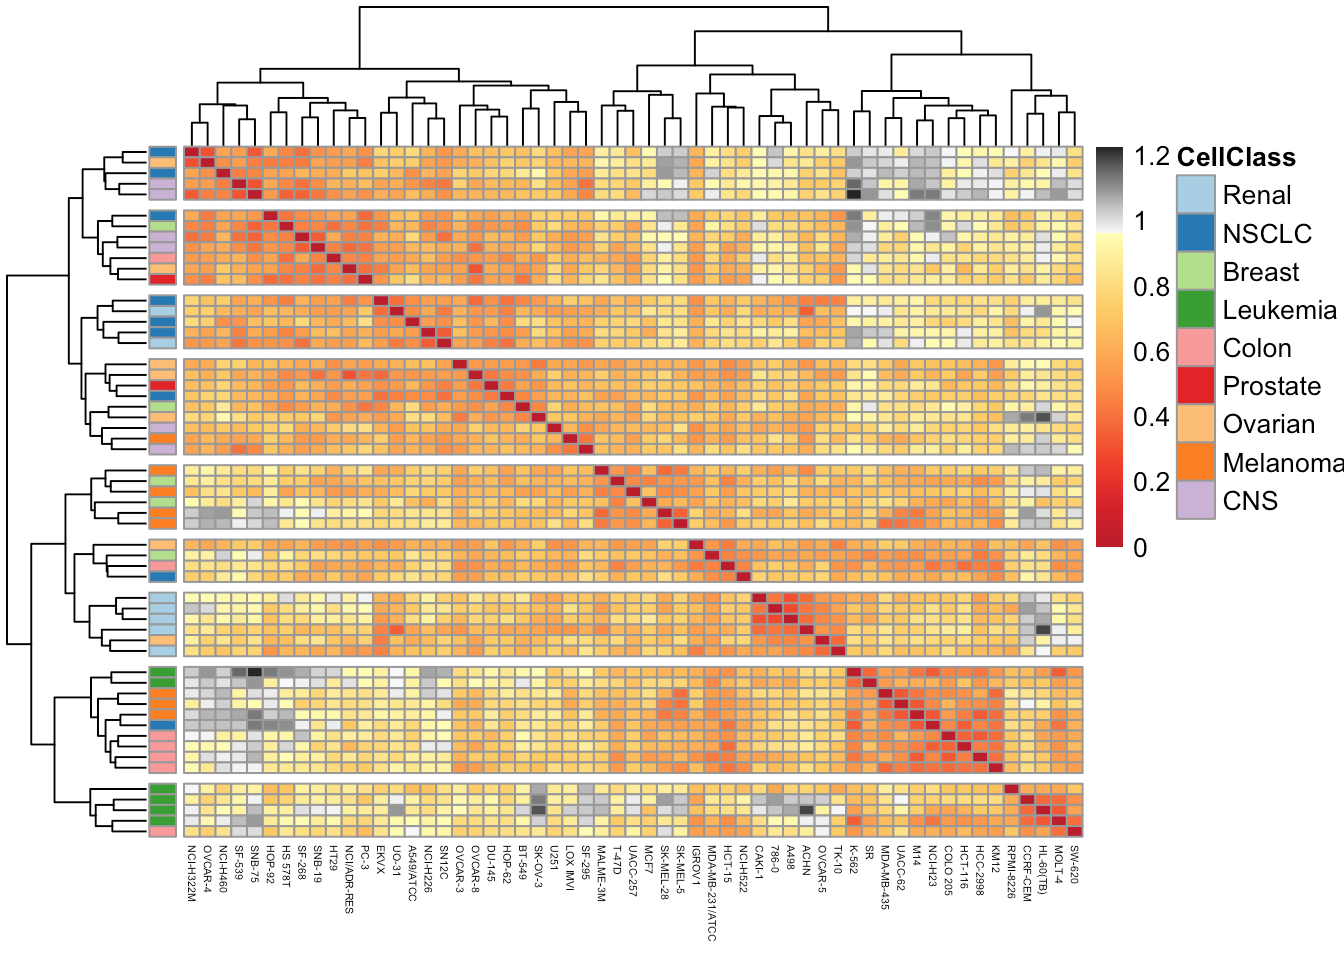 1.2
1
0.8
0.6
0.4
0.2
0
CellClass
Renal
NSCLC
Breast
Leukemia
Colon
Prostate
Ovarian
Melanoma
CNS
NCI-H322M
OVCAR-4
NCI-H460
SF-539
SNB-75
HOP-92
HS 578T
SF-268
SNB-19
HT29
NCI/ADR-RES
PC-3
EKVX
UO-31
A549/ATCC
NCI-H226
SN12C
OVCAR-3
OVCAR-8
DU-145
HOP-62
BT-549
SK-OV-3
U251
LOX IMVI
SF-295
MALME-3M
T-47D
UACC-257
MCF7
SK-MEL-28
SK-MEL-5
IGROV1
MDA-MB-231/ATCC
HCT-15
NCI-H522
CAKI-1
786-0
A498
ACHN
OVCAR-5
TK-10
K-562
SR
MDA-MB-435
UACC-62
M14
NCI-H23
COLO 205
HCT-116
HCC-2998
KM12
RPMI-8226
CCRF-CEM
HL-60(TB)
MOLT-4
SW-620